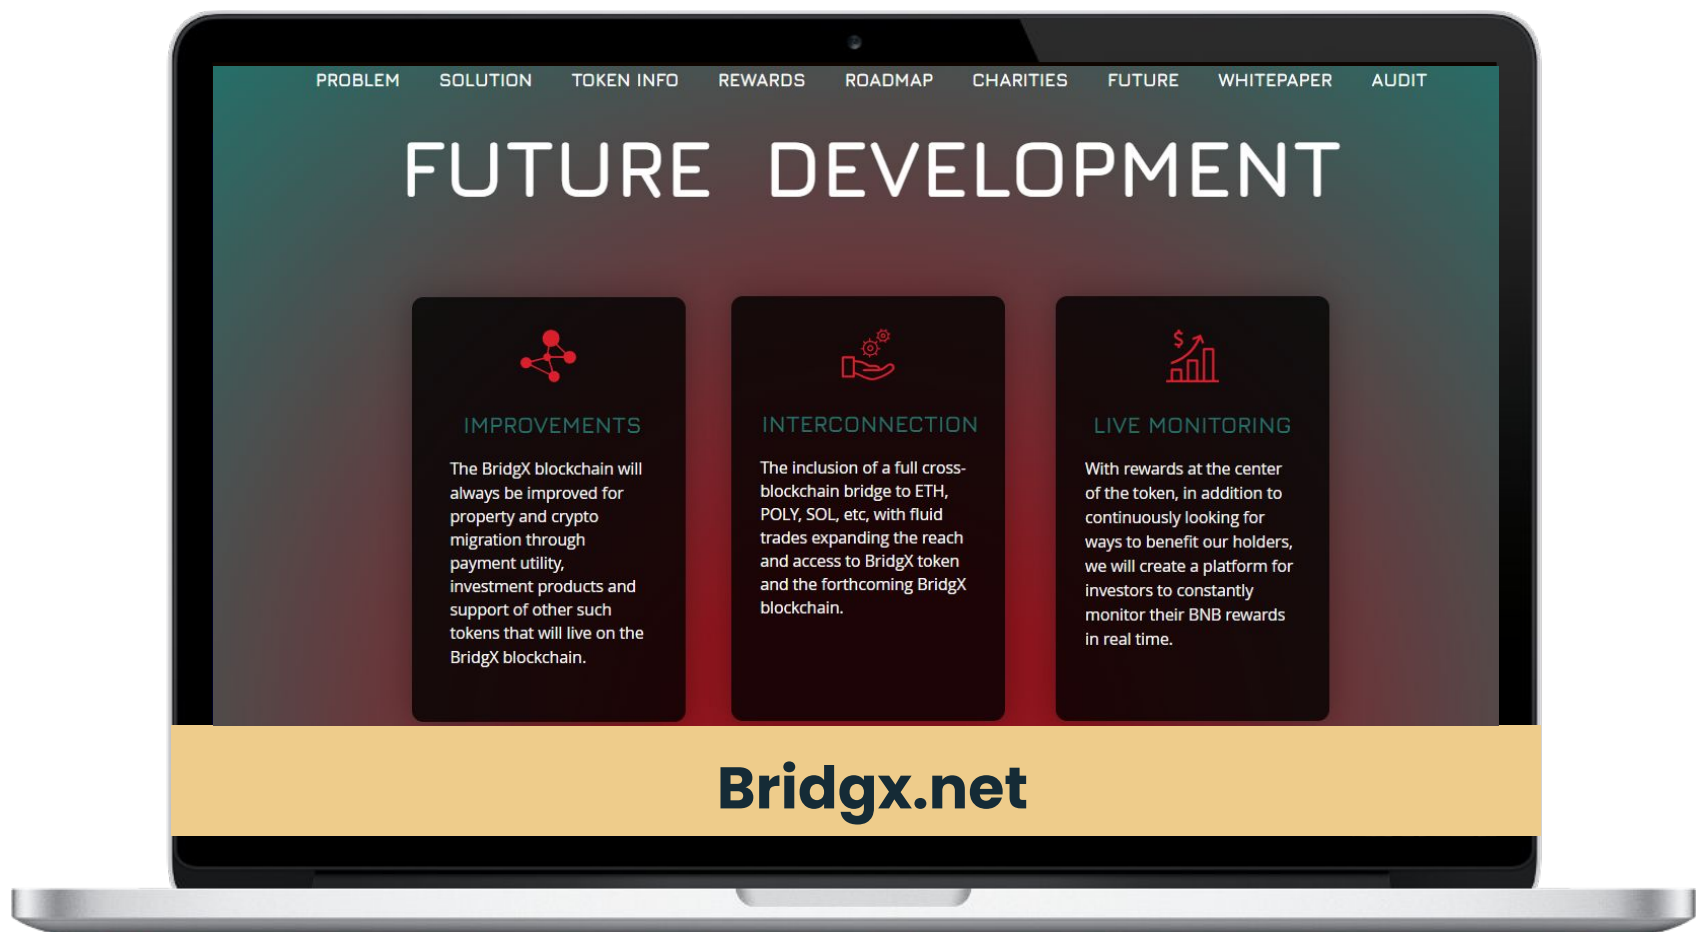 PROBLEM SOLUTION TOKEN INFO REWARDS ROADMAP CHARITIES FUTURE WHITEPAPER AUDIT
FUTURE DEVELOPMENT
IMPROVEMENTS
The BridgX blockchain will
always be improved for
property and crypto
migration through
payment utility,
investment products and
support of other such
tokens that will live on the
BridgX blockchain.
INTERCONNECTION
The inclusion of a full cross-
blockchain bridge to ETH,
POLY, SOL, etc, with fluid
trades expanding the reach
and access to BridgX token
and the forthcoming BridgX
blockchain.
LIVE MONITORING
With rewards at the center
of the token, in addition to
continuously looking for
ways to benefit our holders,
we will create a platform for
investors to constantly
monitor their BNB rewards
in real time.
Bridgx.net